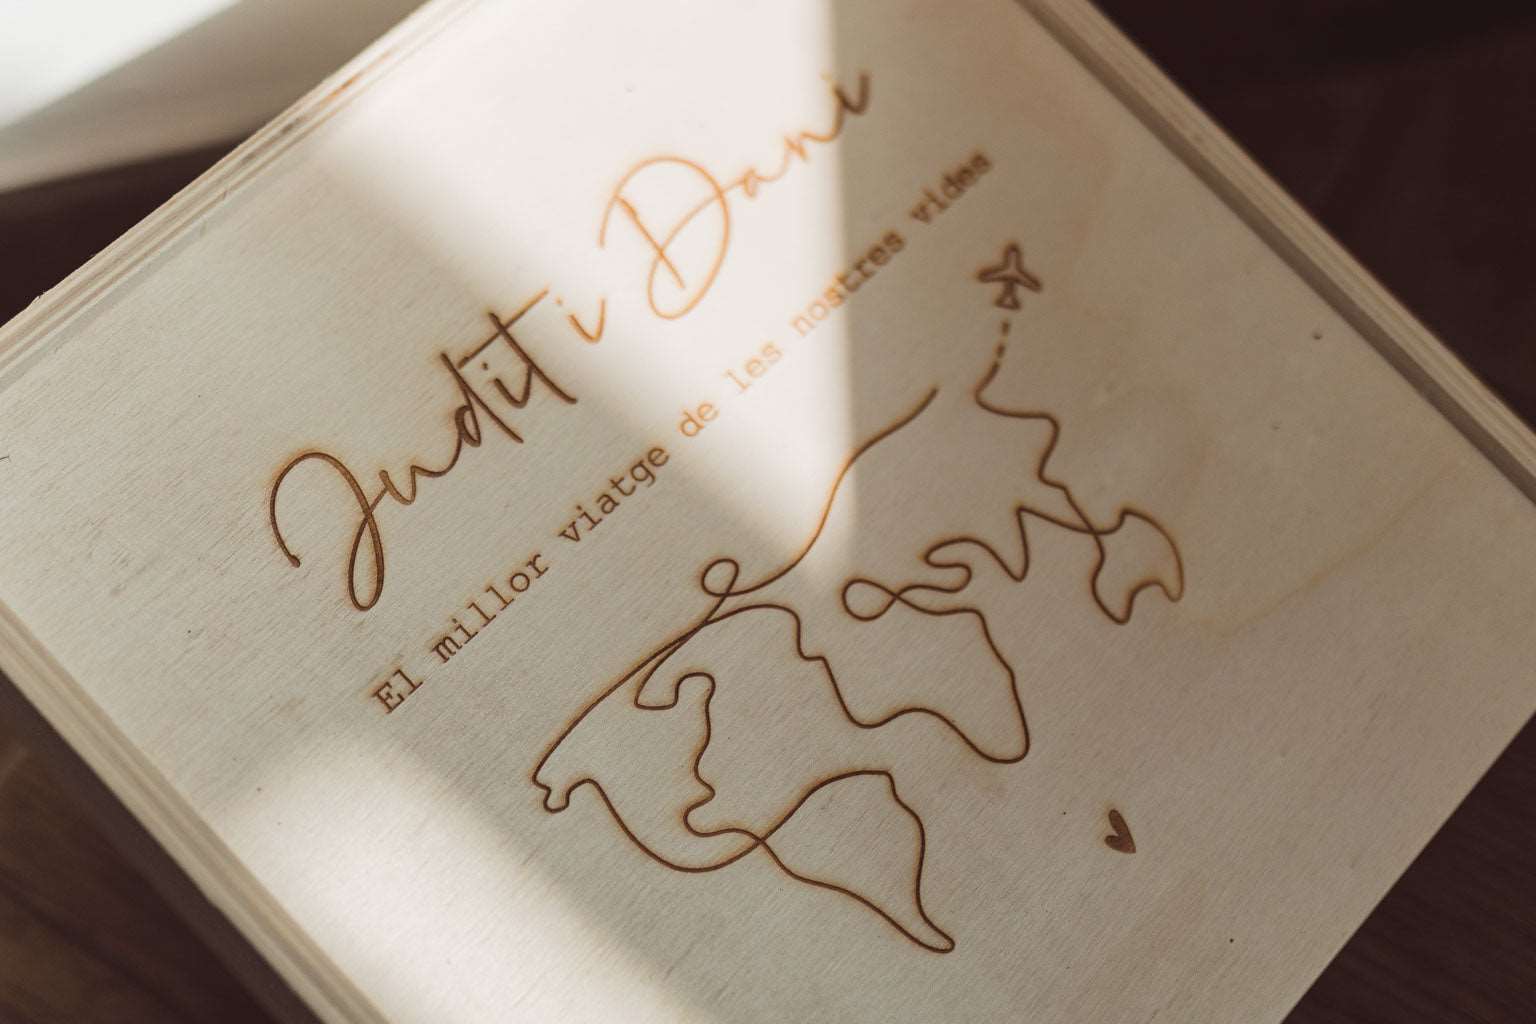 Judit i Dani
El millor viatge de les nostres vides